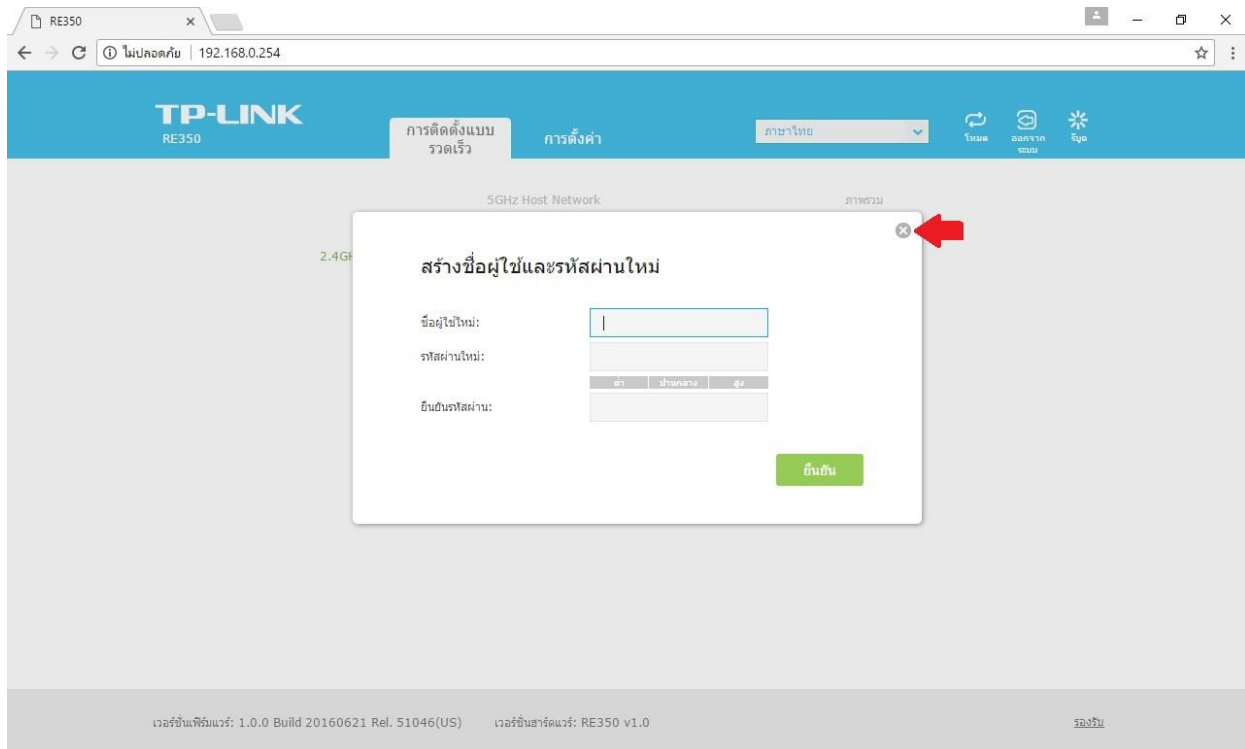 RE350
ไม่ปลอดภัย | 192.168.0.254
TP-LINK
RE350
การติดตั้งแบบ
รวดเร็ว
การตั้งค่า
ภาษาไทย
โหมด
ออกจาก
ระบบ
รีบูต
5GHz Host Network
ภาพรวม
2.4GH
สร้างชื่อผู้ใช้และรหัสผ่านใหม่
ชื่อผู้ใช้ใหม่:
รหัสผ่านใหม่:
ต่ำ ปานกลาง สูง
ยืนยันรหัสผ่าน:
ยืนยัน
เวอร์ชั่นเฟิร์มแวร์: 1.0.0 Build 20160621 Rel. 51046(US) เวอร์ชั่นฮาร์ดแวร์: RE350 v1.0
รองรับ